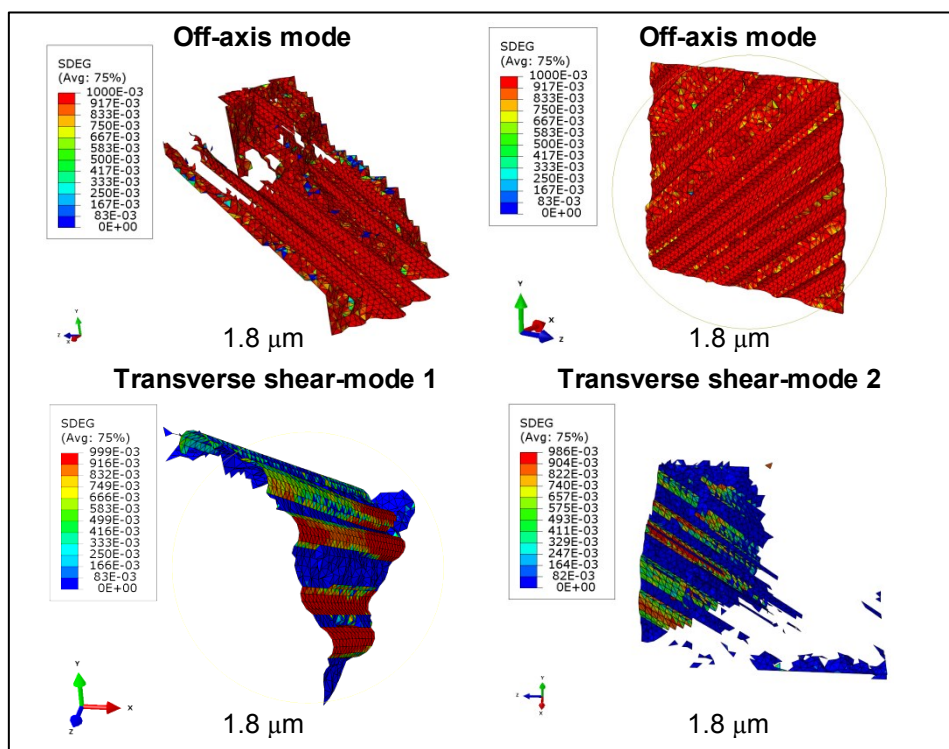 Off-axis mode
SDEG
(Avg: 75%)
1000E-03
917E-03
833E-03
750E-03
667E-03
583E-03
500E-03
417E-03
333E-03
250E-03
167E-03
83E-03
0E+00
Y
Z
X
1.8 μm
Off-axis mode
SDEG
(Avg: 75%)
1000E-03
917E-03
833E-03
750E-03
667E-03
583E-03
500E-03
417E-03
333E-03
250E-03
167E-03
83E-03
0E+00
Y
X
Z
1.8 μm
Transverse shear-mode 1
SDEG
(Avg: 75%)
999E-03
916E-03
832E-03
749E-03
666E-03
583E-03
499E-03
416E-03
333E-03
250E-03
166E-03
83E-03
0E+00
Y
X
Z
1.8 μm
Transverse shear-mode 2
SDEG
(Avg: 75%)
986E-03
904E-03
822E-03
740E-03
657E-03
575E-03
493E-03
411E-03
329E-03
247E-03
164E-03
82E-03
0E+00
Y
Z
X
1.8 μm